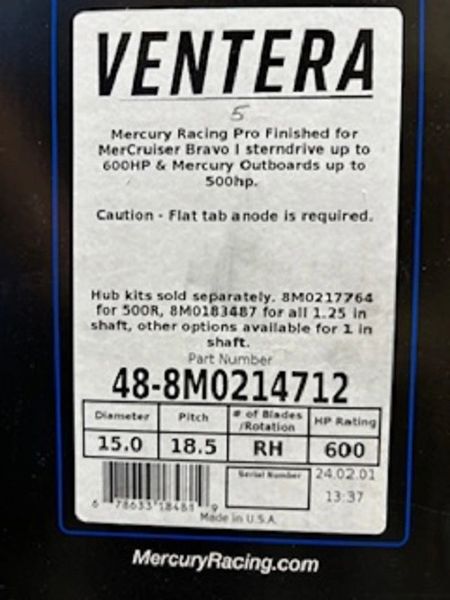 VENTERA
5
Mercury Racing Pro Finished for
MerCruiser Bravo I sterndrive up to
600HP & Mercury Outboards up to
500hp.
Caution - Flat tab anode is required.
Hub kits sold separately. 8M0217764
for 500R, 8M0183487 for all 1.25 in
shaft, other options available for 1 in
shaft.
Part Number
48-8M0214712
Diameter Pitch # of Blades /Rotation HP Rating
15.0 18.5 RH 600
Serial Number 24.02.01
13:37
Made in U.S.A.
MercuryRacing.com